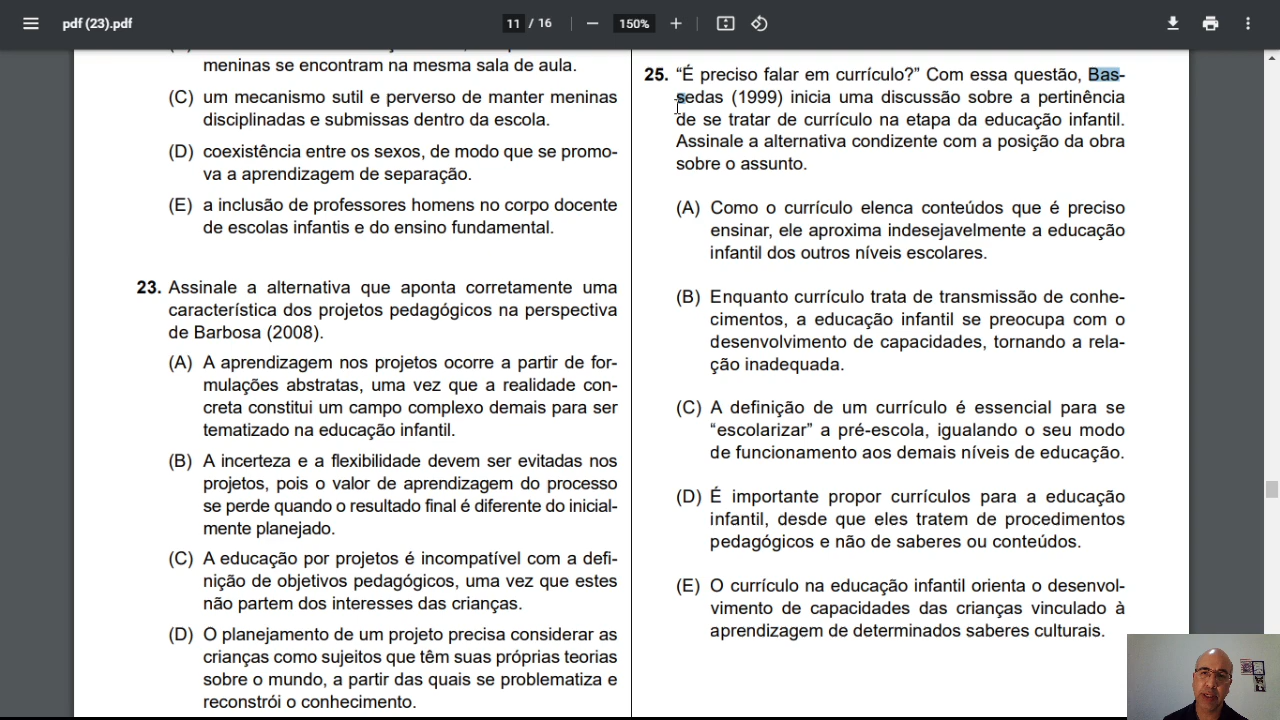 pdf (23).pdf
11 / 16
150%
meninas se encontram na mesma sala de aula.
(C) um mecanismo sutil e perverso de manter meninas
disciplinadas e submissas dentro da escola.
(D) coexistência entre os sexos, de modo que se promo-
va a aprendizagem de separação.
(E) a inclusão de professores homens no corpo docente
de escolas infantis e do ensino fundamental.
23. Assinale a alternativa que aponta corretamente uma
característica dos projetos pedagógicos na perspectiva
de Barbosa (2008).
(A) A aprendizagem nos projetos ocorre a partir de for-
mulações abstratas, uma vez que a realidade con-
creta constitui um campo complexo demais para ser
tematizado na educação infantil.
(B) A incerteza e a flexibilidade devem ser evitadas nos
projetos, pois o valor de aprendizagem do processo
se perde quando o resultado final é diferente do inicial-
mente planejado.
(C) A educação por projetos é incompatível com a defi-
nição de objetivos pedagógicos, uma vez que estes
não partem dos interesses das crianças.
(D) O planejamento de um projeto precisa considerar as
crianças como sujeitos que têm suas próprias teorias
sobre o mundo, a partir das quais se problematiza e
reconstrói o conhecimento.
25. “É preciso falar em currículo?” Com essa questão, Bas-
sedas (1999) inicia uma discussão sobre a pertinência
de se tratar de currículo na etapa da educação infantil.
Assinale a alternativa condizente com a posição da obra
sobre o assunto.
(A) Como o currículo elenca conteúdos que é preciso
ensinar, ele aproxima indesejavelmente a educação
infantil dos outros níveis escolares.
(B) Enquanto currículo trata de transmissão de conhe-
cimentos, a educação infantil se preocupa com o
desenvolvimento de capacidades, tornando a rela-
ção inadequada.
(C) A definição de um currículo é essencial para se
“escolarizar” a pré-escola, igualando o seu modo
de funcionamento aos demais níveis de educação.
(D) É importante propor currículos para a educação
infantil, desde que eles tratem de procedimentos
pedagógicos e não de saberes ou conteúdos.
(E) O currículo na educação infantil orienta o desenvol-
vimento de capacidades das crianças vinculado à
aprendizagem de determinados saberes culturais.